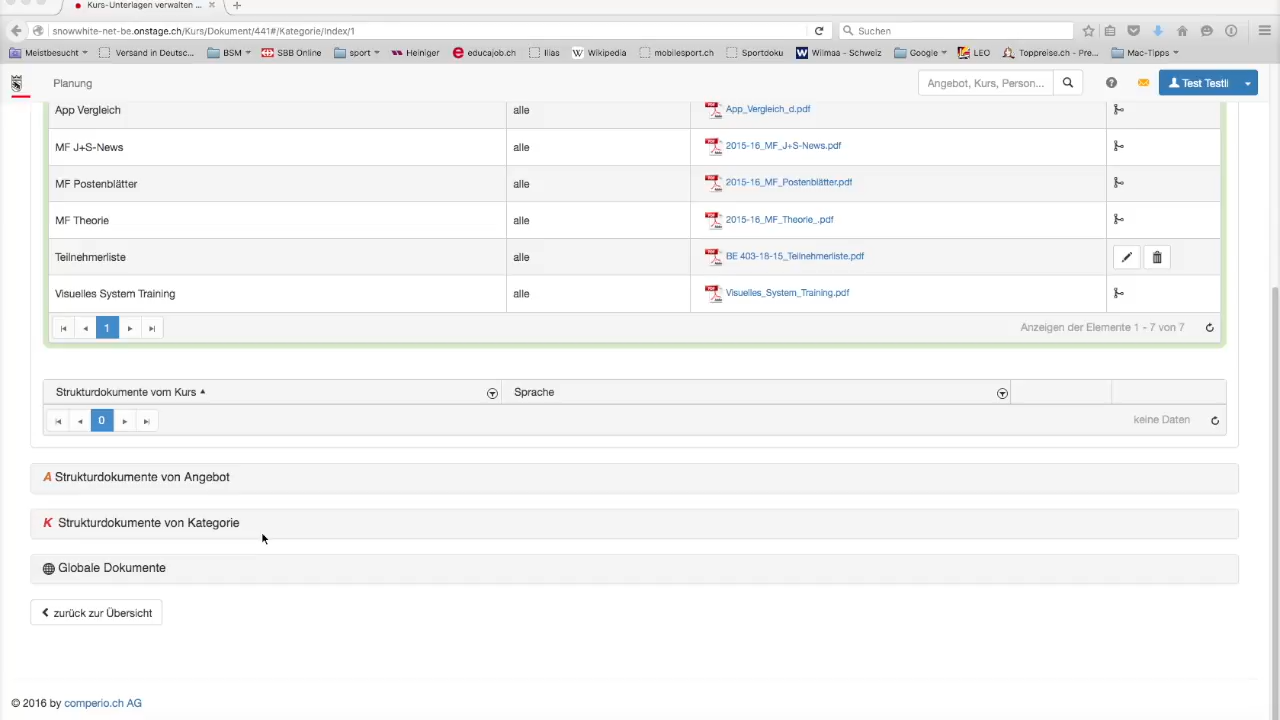 Kurs-Unterlagen verwalten ...
snowwhite-net-be.onstage.ch/Kurs/Dokument/441#/Kategorie/Index/1
Suchen
Meistbesucht
Versand in Deutsc...
BSM
SBB Online
sport
Heiniger
educajob.ch
Ilias
Wikipedia
mobilesport.ch
Sportdoku
Wilmaa - Schweiz
Google
LEO
Toppreise.ch - Pre...
Mac-Tipps
Planung
Angebot, Kurs, Person...
Test Testli
App Vergleich alle App_Vergleich_d.pdf
MF J+S-News alle 2015-16_MF_J+S-News.pdf
MF Postenblätter alle 2015-16_MF_Postenblätter.pdf
MF Theorie alle 2015-16_MF_Theorie_.pdf
Teilnehmerliste alle BE 403-18-15_Teilnehmerliste.pdf
Visuelles System Training alle Visuelles_System_Training.pdf
1 Anzeigen der Elemente 1 - 7 von 7
Strukturdokumente vom Kurs Sprache
0 keine Daten
A Strukturdokumente von Angebot
K Strukturdokumente von Kategorie
Globale Dokumente
zurück zur Übersicht
© 2016 by comperio.ch AG